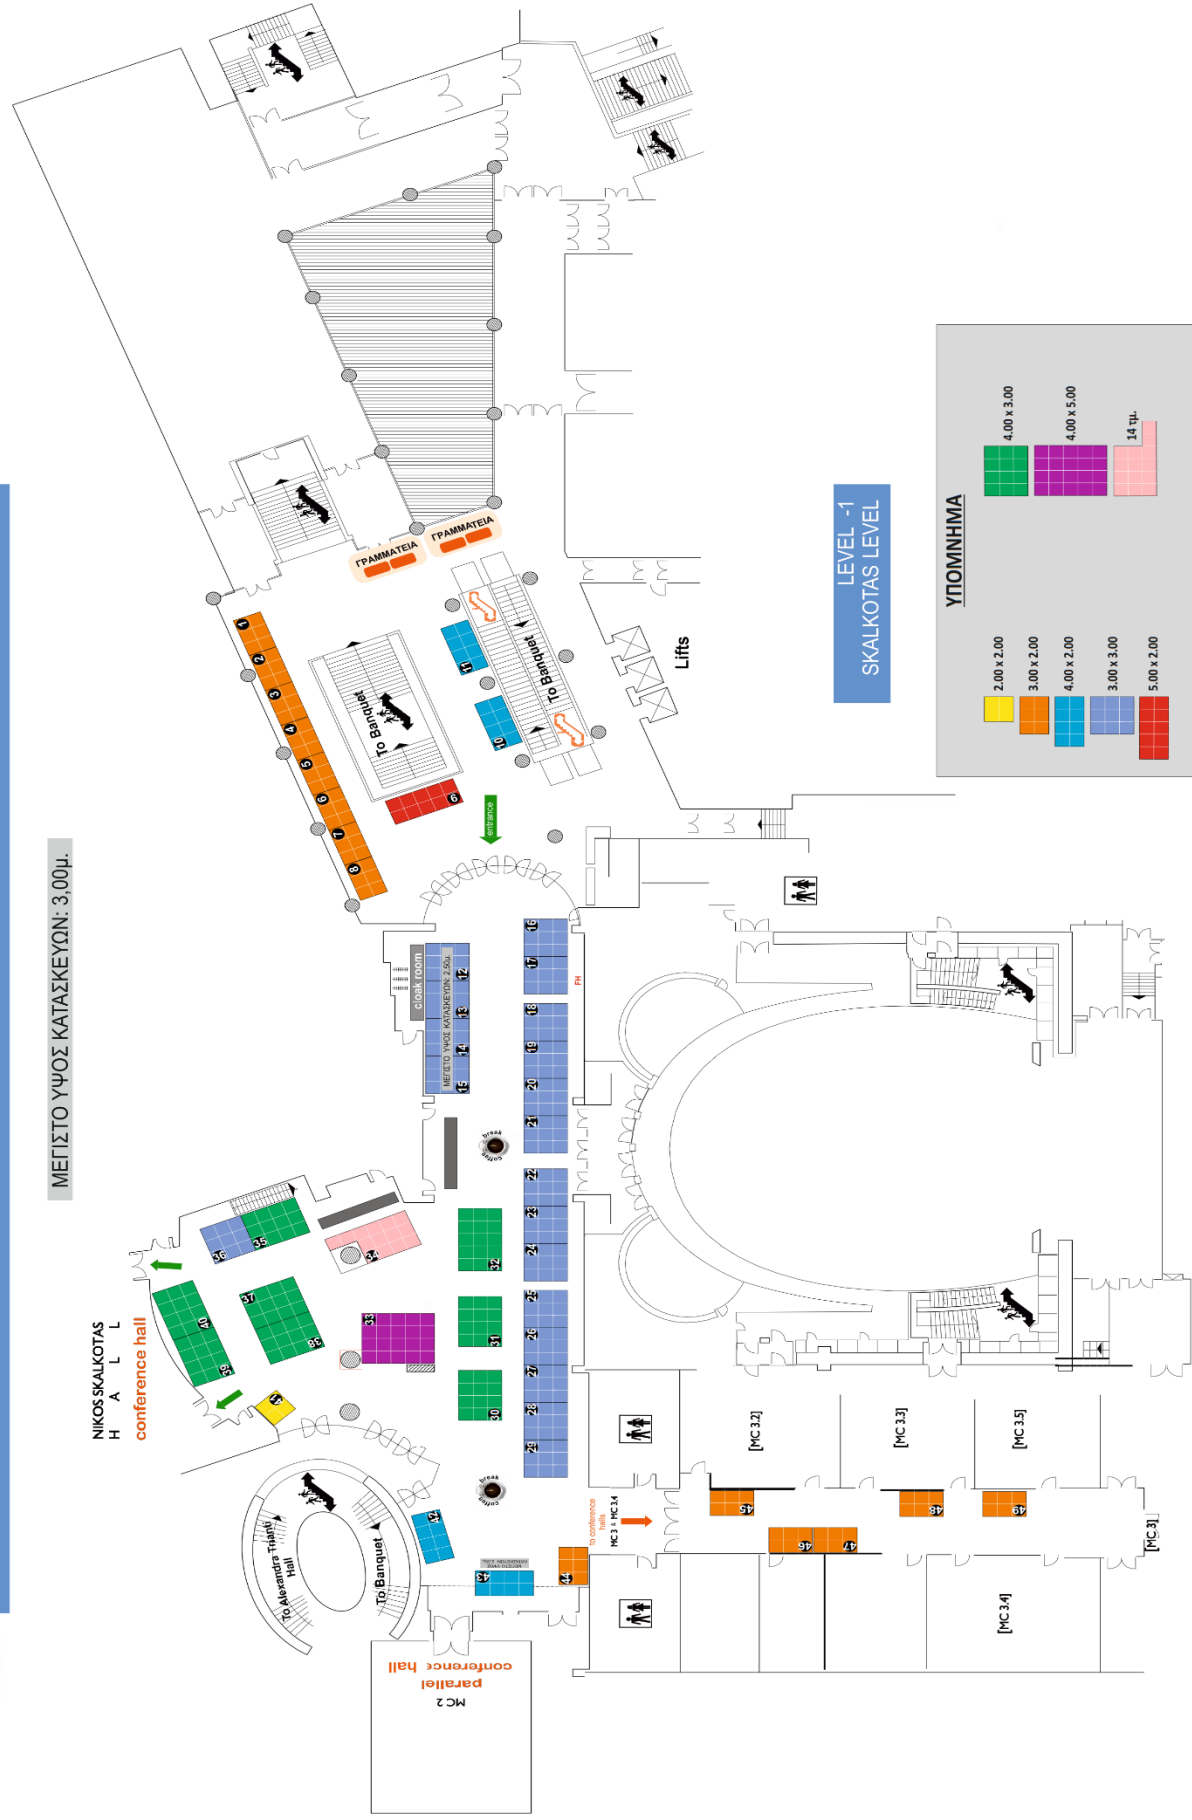 ΜΕΓΙΣΤΟ ΥΨΟΣ ΚΑΤΑΣΚΕΥΩΝ: 3,00μ.
NIKOS SKALKOTAS
H A L L
conference hall
ΓΡΑΜΜΑΤΕΙΑ
ΓΡΑΜΜΑΤΕΙΑ
1
2
3
4
5
6
7
8
To Banquet
9
10
11
To Banquet
Lifts
entrance
cloak room
ΜΕΓΙΣΤΟ ΥΨΟΣ ΚΑΤΑΣΚΕΥΩΝ: 2.50μ.
12
13
14
15
16
17
FH
18
19
20
21
22
23
24
25
26
27
28
29
coffee break
30
31
32
33
34
35
36
37
38
39
40
41
coffee break
To Alexandra Trianti
Hall
To Banquet
42
43
44
to conference
halls
MC 3 & MC 3.4
parallel
conference hall
MC 2
45
46
47
48
49
[MC 3.2]
[MC 3.3]
[MC 3.5]
[MC 3.4]
[MC 3]
LEVEL -1
SKALKOTAS LEVEL
ΥΠΟΜΝΗΜΑ
2.00 x 2.00
3.00 x 2.00
4.00 x 2.00
3.00 x 3.00
5.00 x 2.00
4.00 x 3.00
4.00 x 5.00
14 τμ.